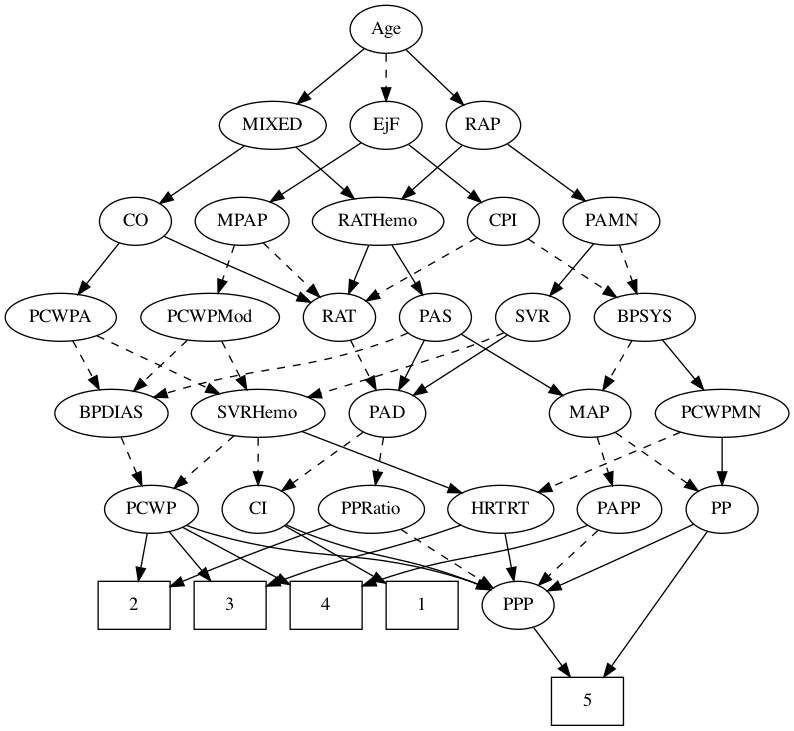 Age
MIXED
EjF
RAP
CO
MPAP
RATHemo
CPI
PAMN
PCWPA
PCWPMod
RAT
PAS
SVR
BPSYS
BPDIAS
SVRHemo
PAD
MAP
PCWPMN
PCWP
CI
PPRatio
HRTRT
PAPP
PP
2
3
4
1
PPP
5